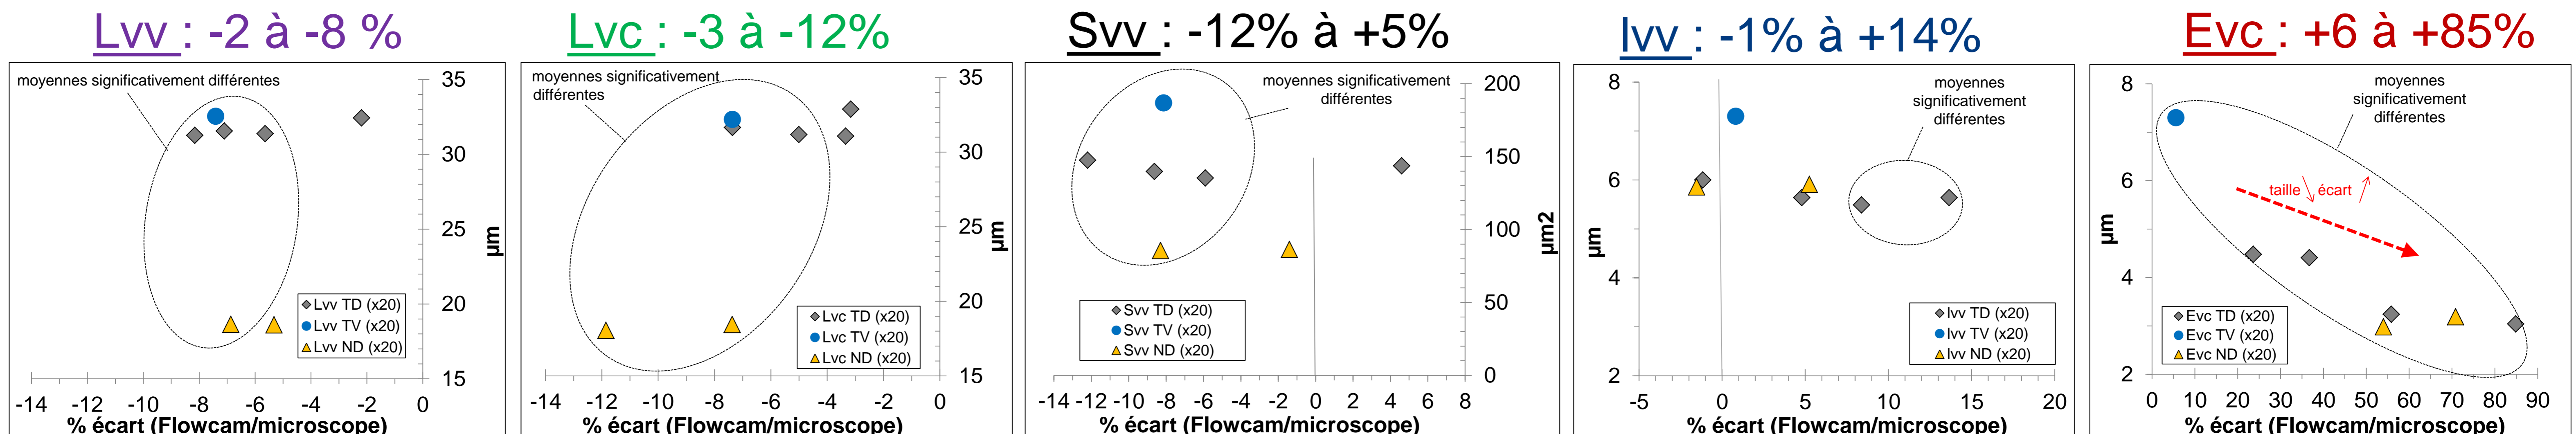 Lvv : -2 à -8 %
moyennes significativement différentes
35
30
25
20
15
µm
Lvv TD (x20)
Lvv TV (x20)
Lvv ND (x20)
-14 -12 -10 -8 -6 -4 -2 0
% écart (Flowcam/microscope)
Lvc : -3 à -12%
moyennes significativement
différentes
35
30
25
20
15
µm
Lvc TD (x20)
Lvc TV (x20)
Lvc ND (x20)
-14 -12 -10 -8 -6 -4 -2 0
% écart (Flowcam/microscope)
Svv : -12% à +5%
moyennes significativement
différentes
200
150
100
50
0
µm2
Svv TD (x20)
Svv TV (x20)
Svv ND (x20)
-14 -12 -10 -8 -6 -4 -2 0 2 4 6 8
% écart (Flowcam/microscope)
Ivv : -1% à +14%
moyennes
significativement
différentes
8
6
4
2
µm
Ivv TD (x20)
Ivv TV (x20)
Ivv ND (x20)
-5 0 5 10 15 20
% écart (Flowcam/microscope)
Evc : +6 à +85%
moyennes
significativement
différentes
taille écart
8
6
4
2
µm
Evc TD (x20)
Evc TV (x20)
Evc ND (x20)
0 10 20 30 40 50 60 70 80 90
% écart (Flowcam/microscope)